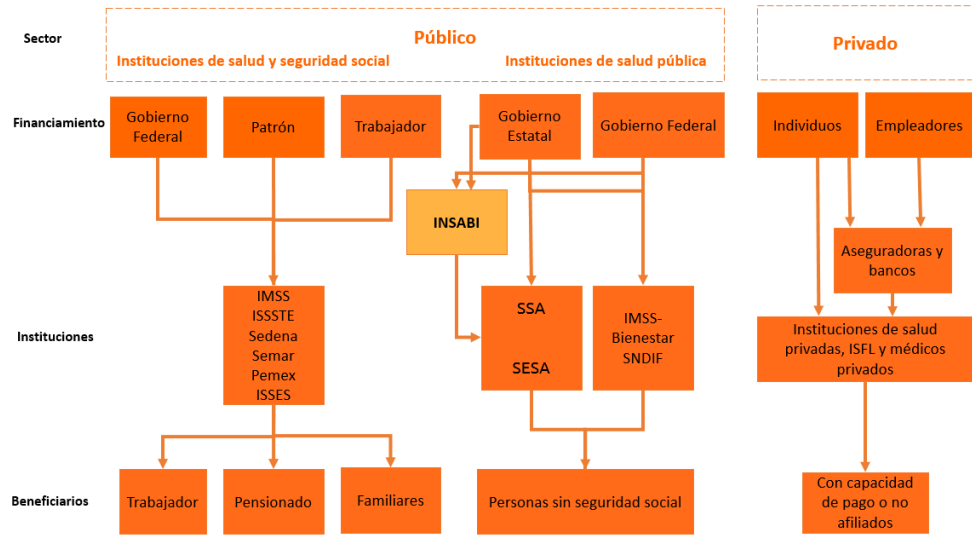 Sector
Público
Instituciones de salud y seguridad social
Instituciones de salud pública
Privado
Financiamiento
Gobierno
Federal
Patrón
Trabajador
Gobierno
Estatal
Gobierno Federal
Individuos
Empleadores
INSABI
Aseguradoras y
bancos
Instituciones
IMSS
ISSSTE
Sedena
Semar
Pemex
ISSES
SSA
SESA
IMSS-
Bienestar
SNDIF
Instituciones de salud
privadas, ISFL y médicos
privados
Beneficiarios
Trabajador
Pensionado
Familiares
Personas sin seguridad social
Con capacidad
de pago o no
afiliados